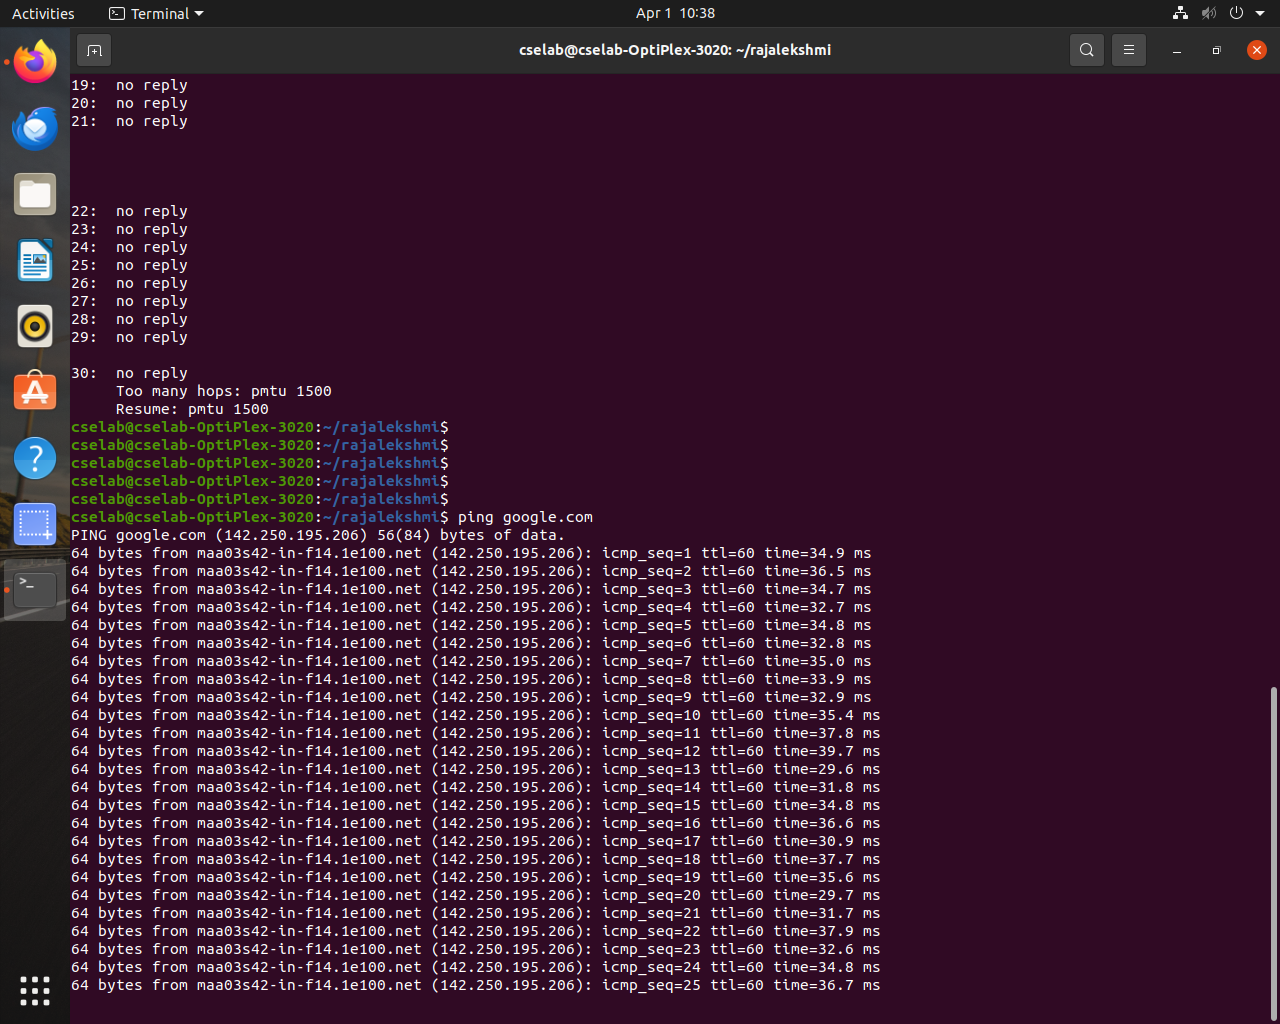 Activities
Terminal
Apr 1 10:38
cselab@cselab-OptiPlex-3020: ~/rajalekshmi
19:  no reply
20:  no reply
21:  no reply
22:  no reply
23:  no reply
24:  no reply
25:  no reply
26:  no reply
27:  no reply
28:  no reply
29:  no reply
30:  no reply
     Too many hops: pmtu 1500
     Resume: pmtu 1500
cselab@cselab-OptiPlex-3020:~/rajalekshmi$
cselab@cselab-OptiPlex-3020:~/rajalekshmi$
cselab@cselab-OptiPlex-3020:~/rajalekshmi$
cselab@cselab-OptiPlex-3020:~/rajalekshmi$
cselab@cselab-OptiPlex-3020:~/rajalekshmi$
cselab@cselab-OptiPlex-3020:~/rajalekshmi$ ping google.com
PING google.com (142.250.195.206) 56(84) bytes of data.
64 bytes from maa03s42-in-f14.1e100.net (142.250.195.206): icmp_seq=1 ttl=60 time=34.9 ms
64 bytes from maa03s42-in-f14.1e100.net (142.250.195.206): icmp_seq=2 ttl=60 time=36.5 ms
64 bytes from maa03s42-in-f14.1e100.net (142.250.195.206): icmp_seq=3 ttl=60 time=34.7 ms
64 bytes from maa03s42-in-f14.1e100.net (142.250.195.206): icmp_seq=4 ttl=60 time=32.7 ms
64 bytes from maa03s42-in-f14.1e100.net (142.250.195.206): icmp_seq=5 ttl=60 time=34.8 ms
64 bytes from maa03s42-in-f14.1e100.net (142.250.195.206): icmp_seq=6 ttl=60 time=32.8 ms
64 bytes from maa03s42-in-f14.1e100.net (142.250.195.206): icmp_seq=7 ttl=60 time=35.0 ms
64 bytes from maa03s42-in-f14.1e100.net (142.250.195.206): icmp_seq=8 ttl=60 time=33.9 ms
64 bytes from maa03s42-in-f14.1e100.net (142.250.195.206): icmp_seq=9 ttl=60 time=32.9 ms
64 bytes from maa03s42-in-f14.1e100.net (142.250.195.206): icmp_seq=10 ttl=60 time=35.4 ms
64 bytes from maa03s42-in-f14.1e100.net (142.250.195.206): icmp_seq=11 ttl=60 time=37.8 ms
64 bytes from maa03s42-in-f14.1e100.net (142.250.195.206): icmp_seq=12 ttl=60 time=39.7 ms
64 bytes from maa03s42-in-f14.1e100.net (142.250.195.206): icmp_seq=13 ttl=60 time=29.6 ms
64 bytes from maa03s42-in-f14.1e100.net (142.250.195.206): icmp_seq=14 ttl=60 time=31.8 ms
64 bytes from maa03s42-in-f14.1e100.net (142.250.195.206): icmp_seq=15 ttl=60 time=34.8 ms
64 bytes from maa03s42-in-f14.1e100.net (142.250.195.206): icmp_seq=16 ttl=60 time=36.6 ms
64 bytes from maa03s42-in-f14.1e100.net (142.250.195.206): icmp_seq=17 ttl=60 time=30.9 ms
64 bytes from maa03s42-in-f14.1e100.net (142.250.195.206): icmp_seq=18 ttl=60 time=37.7 ms
64 bytes from maa03s42-in-f14.1e100.net (142.250.195.206): icmp_seq=19 ttl=60 time=35.6 ms
64 bytes from maa03s42-in-f14.1e100.net (142.250.195.206): icmp_seq=20 ttl=60 time=29.7 ms
64 bytes from maa03s42-in-f14.1e100.net (142.250.195.206): icmp_seq=21 ttl=60 time=31.7 ms
64 bytes from maa03s42-in-f14.1e100.net (142.250.195.206): icmp_seq=22 ttl=60 time=37.9 ms
64 bytes from maa03s42-in-f14.1e100.net (142.250.195.206): icmp_seq=23 ttl=60 time=32.6 ms
64 bytes from maa03s42-in-f14.1e100.net (142.250.195.206): icmp_seq=24 ttl=60 time=34.8 ms
64 bytes from maa03s42-in-f14.1e100.net (142.250.195.206): icmp_seq=25 ttl=60 time=36.7 ms